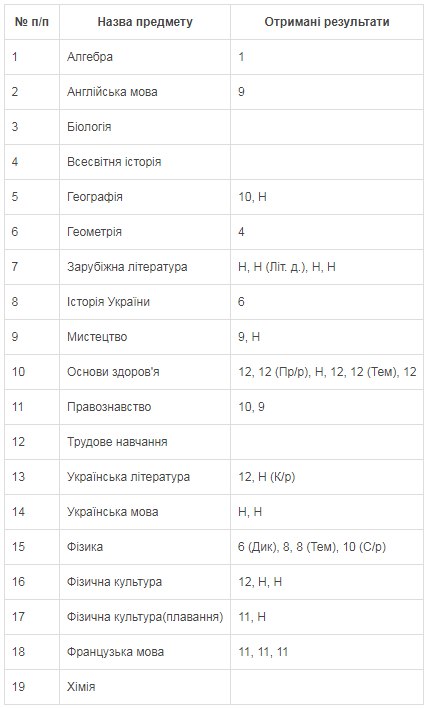 № п/п Назва предмету Отримані результати
1 Алгебра 1
2 Англійська мова 9
3 Біологія
4 Всесвітня історія
5 Географія 10, Н
6 Геометрія 4
7 Зарубіжна література Н, Н (Літ. д.), Н, Н
8 Історія України 6
9 Мистецтво 9, Н
10 Основи здоров'я 12, 12 (Пр/р), Н, 12, 12 (Тем), 12
11 Правознавство 10, 9
12 Трудове навчання
13 Українська література 12, Н (К/р)
14 Українська мова Н, Н
15 Фізика 6 (Дик), 8, 8 (Тем), 10 (С/р)
16 Фізична культура 12, Н, Н
17 Фізична культура(плавання) 11, Н
18 Французька мова 11, 11, 11
19 Хімія